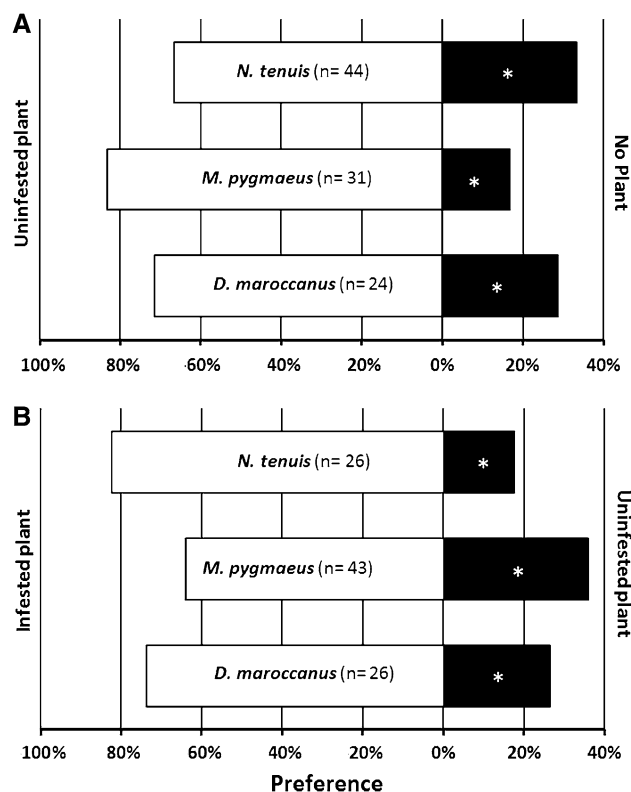 A
Uninfested plant
N. tenuis (n= 44)
*
M. pygmaeus (n= 31)
*
D. maroccanus (n= 24)
*
No Plant
100% 80% 60% 40% 20% 0% 20% 40%
B
Infested plant
N. tenuis (n= 26)
*
M. pygmaeus (n= 43)
*
D. maroccanus (n= 26)
*
Uninfested plant
100% 80% 60% 40% 20% 0% 20% 40%
Preference